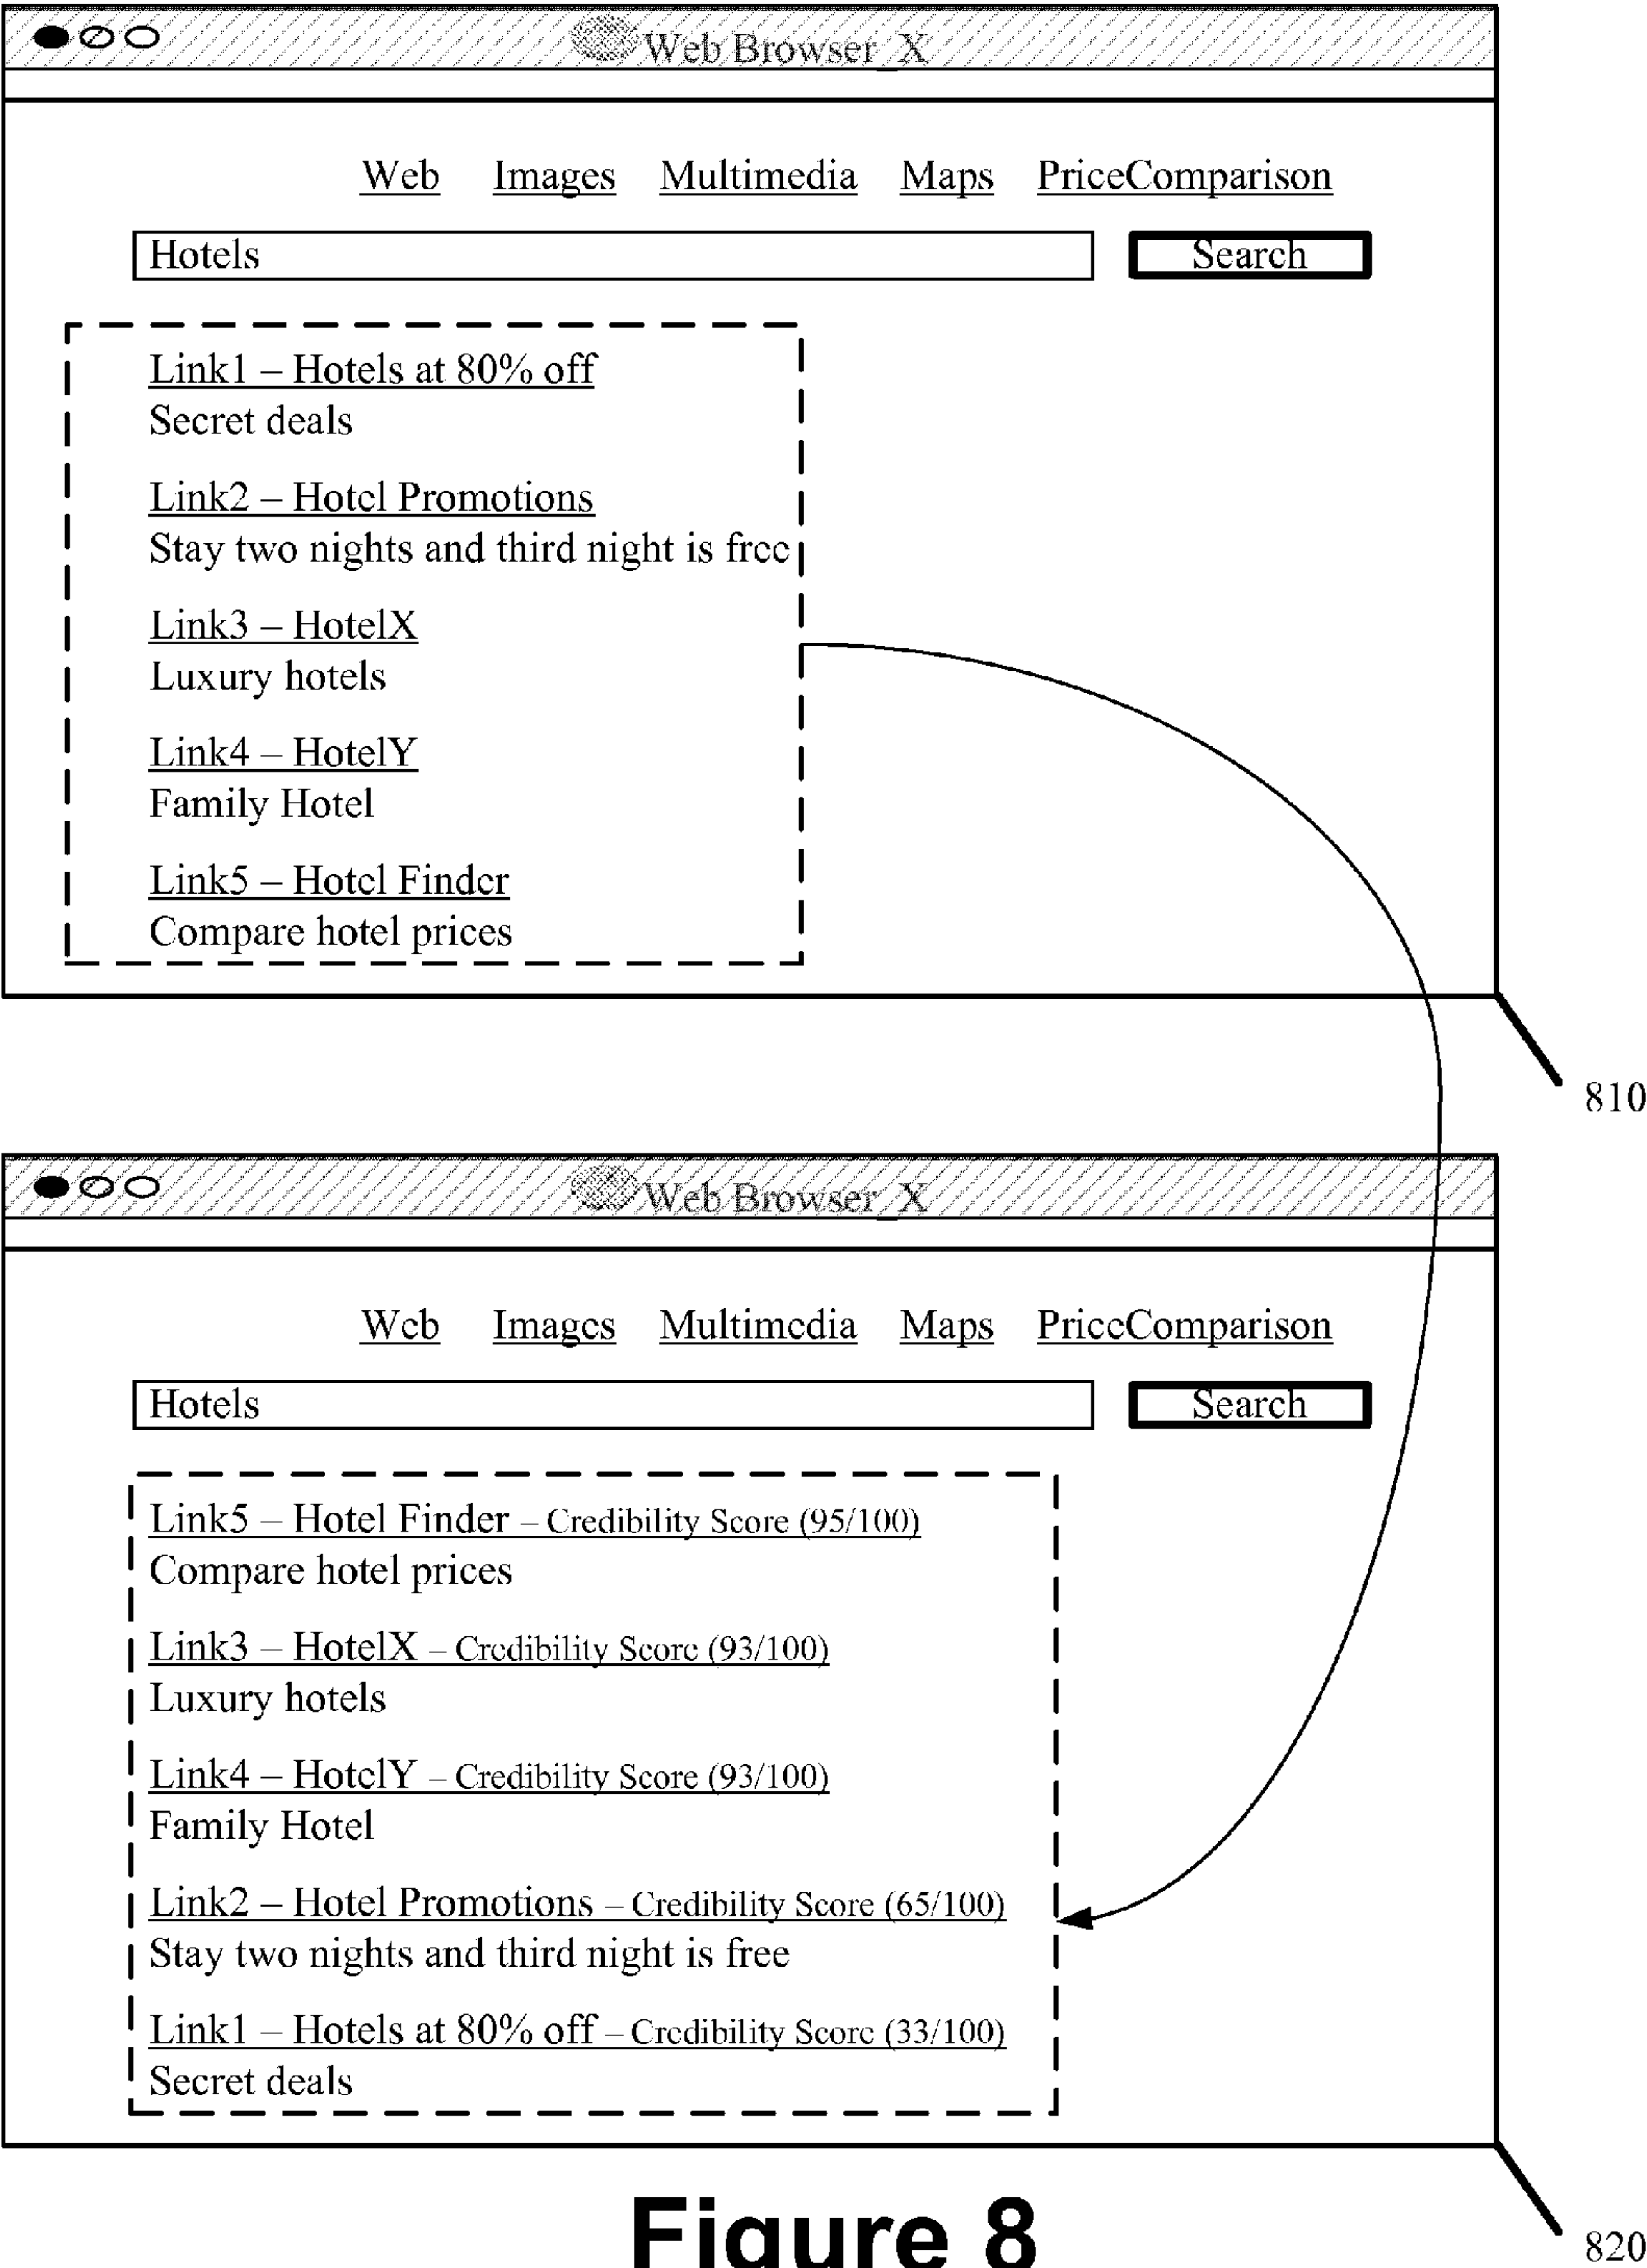 Web Browser_X
Web Images Multimedia Maps PriceComparison
Hotels Search
Link1 – Hotels at 80% off
Secret deals
Link2 – Hotel Promotions
Stay two nights and third night is free
Link3 – HotelX
Luxury hotels
Link4 – HotelY
Family Hotel
Link5 – Hotel Finder
Compare hotel prices
810
Web Browser_X
Web Images Multimedia Maps PriceComparison
Hotels Search
Link5 – Hotel Finder – Credibility Score (95/100)
Compare hotel prices
Link3 – HotelX – Credibility Score (93/100)
Luxury hotels
Link4 – HotelY – Credibility Score (93/100)
Family Hotel
Link2 – Hotel Promotions – Credibility Score (65/100)
Stay two nights and third night is free
Link1 – Hotels at 80% off – Credibility Score (33/100)
Secret deals
820
Figure 8